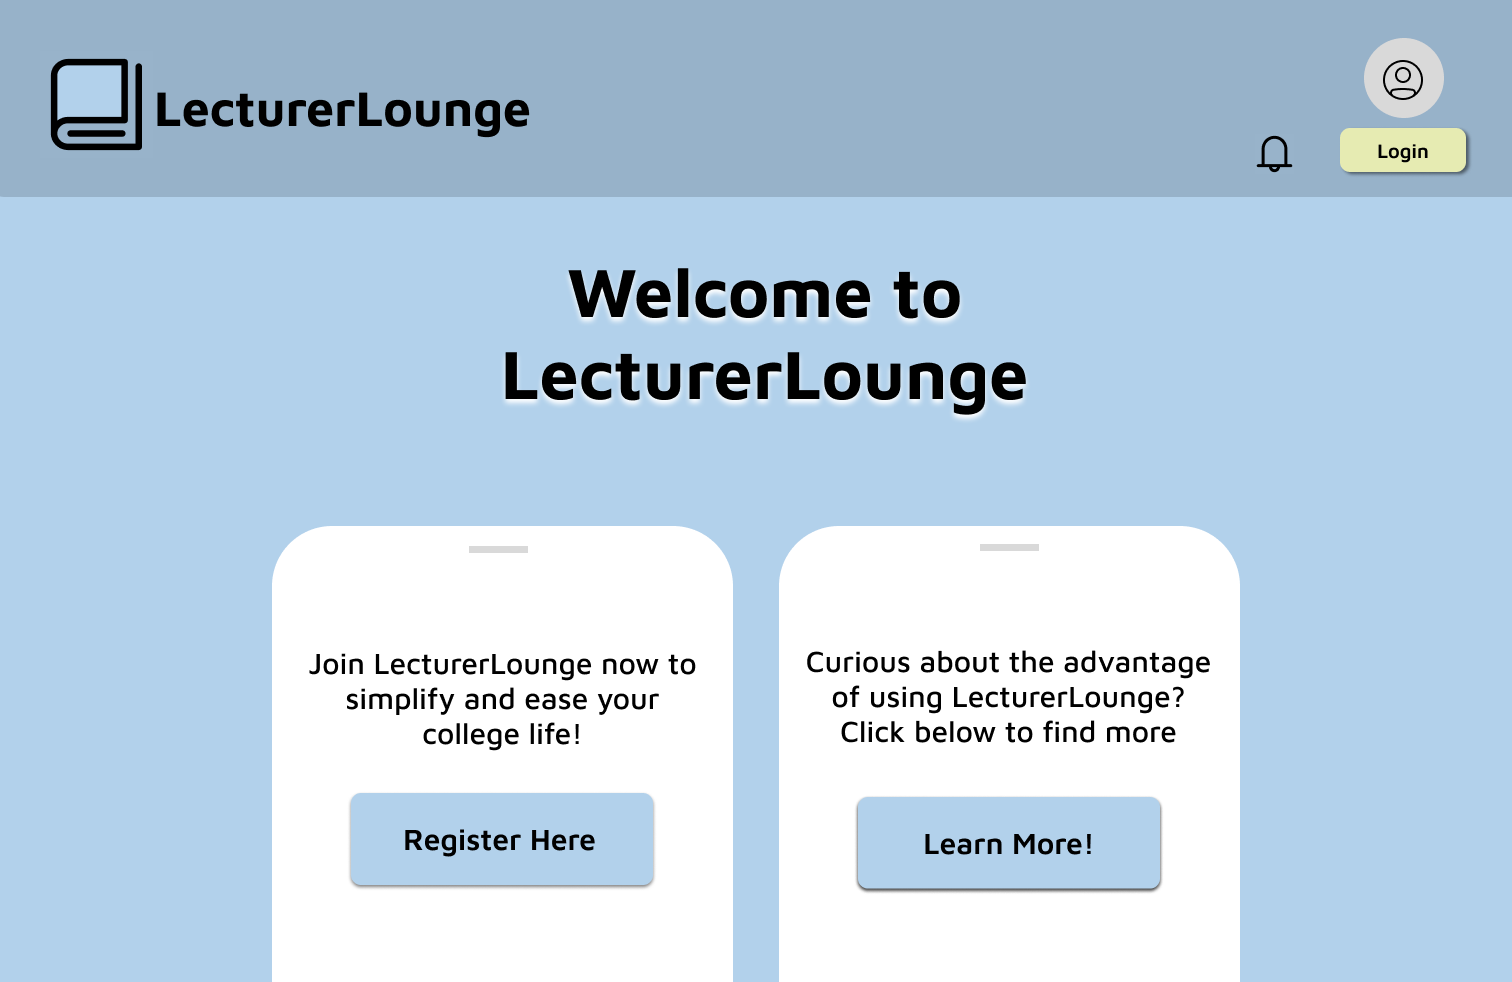 LecturerLounge
Login
Welcome to
LecturerLounge
Join LecturerLounge now to
simplify and ease your
college life!
Register Here
Curious about the advantage
of using LecturerLounge?
Click below to find more
Learn More!